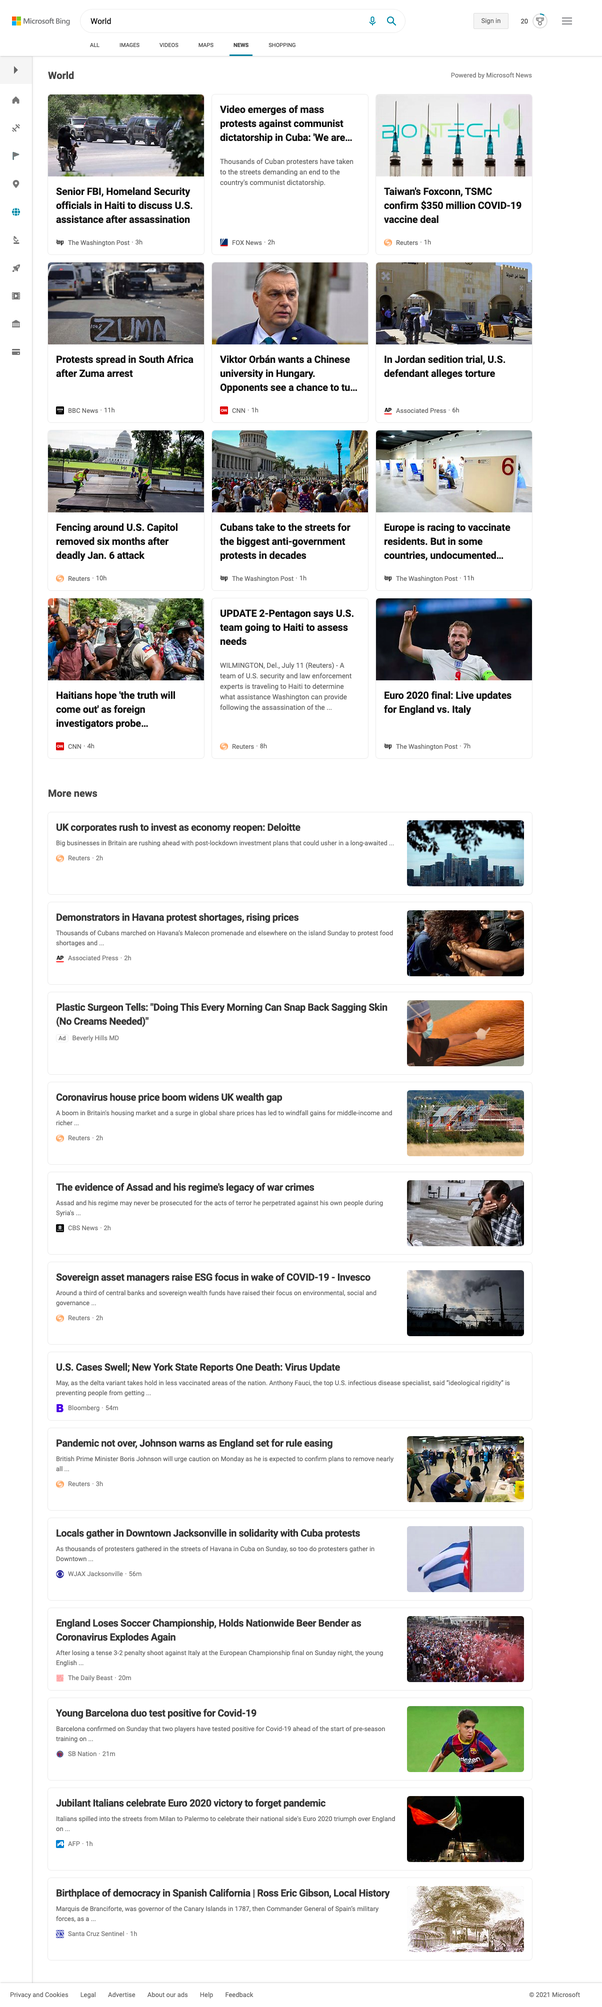 Microsoft Bing
World
Sign in
20
ALL
IMAGES
VIDEOS
MAPS
NEWS
SHOPPING
World
Powered by Microsoft News
BIONTECH
Senior FBI, Homeland Security
officials in Haiti to discuss U.S.
assistance after assassination
wp The Washington Post · 3h
Video emerges of mass
protests against communist
dictatorship in Cuba: 'We are...
Thousands of Cuban protesters have taken
to the streets demanding an end to the
country's communist dictatorship.
FOX News · 2h
Taiwan's Foxconn, TSMC
confirm $350 million COVID-19
vaccine deal
Reuters · 1h
ZUMA
Protests spread in South Africa
after Zuma arrest
BBC News · 11h
Viktor Orbán wants a Chinese
university in Hungary.
Opponents see a chance to tu...
CNN · 1h
In Jordan sedition trial, U.S.
defendant alleges torture
AP Associated Press · 6h
5
6
Fencing around U.S. Capitol
removed six months after
deadly Jan. 6 attack
Reuters · 10h
Cubans take to the streets for
the biggest anti-government
protests in decades
wp The Washington Post · 1h
Europe is racing to vaccinate
residents. But in some
countries, undocumented...
wp The Washington Post · 11h
Haitians hope 'the truth will
come out' as foreign
investigators probe...
CNN · 4h
UPDATE 2-Pentagon says U.S.
team going to Haiti to assess
needs
WILMINGTON, Del., July 11 (Reuters) - A
team of U.S. security and law enforcement
experts is traveling to Haiti to determine
what assistance Washington can provide
following the assassination of the ...
Reuters · 8h
9
Euro 2020 final: Live updates
for England vs. Italy
wp The Washington Post · 7h
More news
UK corporates rush to invest as economy reopen: Deloitte
Big businesses in Britain are rushing ahead with post-lockdown investment plans that could usher in a long-awaited ...
Reuters · 2h
Demonstrators in Havana protest shortages, rising prices
Thousands of Cubans marched on Havana's Malecon promenade and elsewhere on the island Sunday to protest food
shortages and ...
AP Associated Press · 2h
Plastic Surgeon Tells: "Doing This Every Morning Can Snap Back Sagging Skin
(No Creams Needed)"
Ad Beverly Hills MD
Coronavirus house price boom widens UK wealth gap
A boom in Britain's housing market and a surge in global share prices has led to windfall gains for middle-income and
richer ...
Reuters · 2h
The evidence of Assad and his regime's legacy of war crimes
Assad and his regime may never be prosecuted for the acts of terror he perpetrated against his own people during
Syria's ...
CBS News · 2h
Sovereign asset managers raise ESG focus in wake of COVID-19 - Invesco
Around a third of central banks and sovereign wealth funds have raised their focus on environmental, social and
governance ...
Reuters · 2h
U.S. Cases Swell; New York State Reports One Death: Virus Update
May, as the delta variant takes hold in less vaccinated areas of the nation. Anthony Fauci, the top U.S. infectious disease specialist, said "ideological rigidity" is
preventing people from getting ...
B Bloomberg · 54m
Pandemic not over, Johnson warns as England set for rule easing
British Prime Minister Boris Johnson will urge caution on Monday as he is expected to confirm plans to remove nearly
all ...
Reuters · 3h
Locals gather in Downtown Jacksonville in solidarity with Cuba protests
As thousands of protesters gathered in the streets of Havana in Cuba on Sunday, so too do protesters gather in
Downtown ...
WJAX Jacksonville · 56m
England Loses Soccer Championship, Holds Nationwide Beer Bender as
Coronavirus Explodes Again
After losing a tense 3-2 penalty shoot against Italy at the European Championship final on Sunday night, the young
English ...
The Daily Beast · 20m
Young Barcelona duo test positive for Covid-19
Barcelona confirmed on Sunday that two players have tested positive for Covid-19 ahead of the start of pre-season
training on ...
SB Nation · 21m
Jubilant Italians celebrate Euro 2020 victory to forget pandemic
Italians spilled into the streets from Milan to Palermo to celebrate their national side's Euro 2020 triumph over England
on ...
AFP · 1h
Birthplace of democracy in Spanish California | Ross Eric Gibson, Local History
Marquis de Branciforte, was governor of the Canary Islands in 1787, then Commander General of Spain's military
forces, as a ...
Santa Cruz Sentinel · 1h
Privacy and Cookies
Legal
Advertise
About our ads
Help
Feedback
© 2021 Microsoft